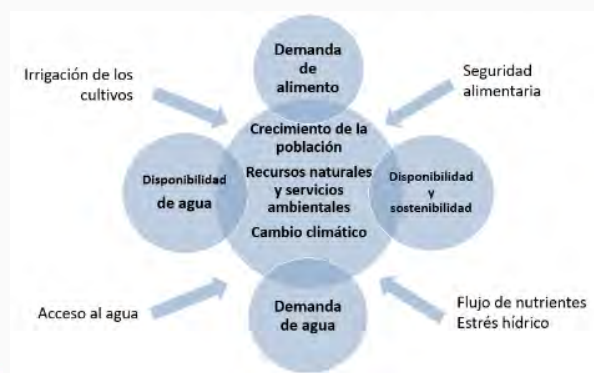 Demanda
de
alimento
Irrigación de los
cultivos
Seguridad
alimentaria
Crecimiento de la
población
Recursos naturales
y servicios
ambientales
Cambio climático
Disponibilidad
de agua
Disponibilidad
y
sostenibilidad
Acceso al agua
Demanda
de agua
Flujo de nutrientes
Estrés hídrico